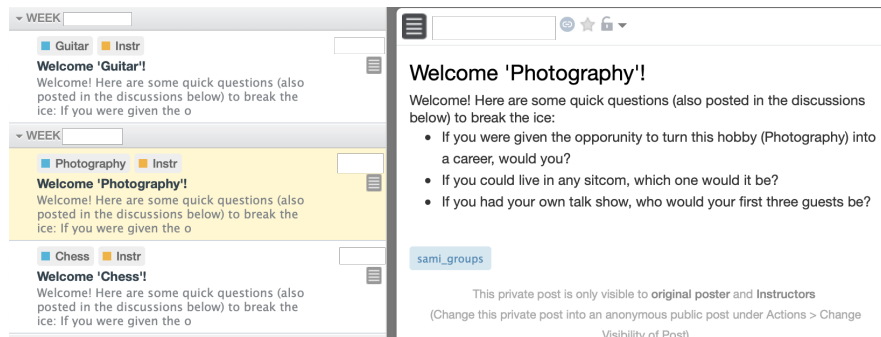 WEEK
Guitar Instr
Welcome 'Guitar'!
Welcome! Here are some quick questions (also
posted in the discussions below) to break the
ice: If you were given the o
WEEK
Photography Instr
Welcome 'Photography'!
Welcome! Here are some quick questions (also
posted in the discussions below) to break the
ice: If you were given the o
Chess Instr
Welcome 'Chess'!
Welcome! Here are some quick questions (also
posted in the discussions below) to break the
ice: If you were given the o
Welcome 'Photography'!
Welcome! Here are some quick questions (also posted in the discussions
below) to break the ice:
If you were given the opporunity to turn this hobby (Photography) into
a career, would you?
If you could live in any sitcom, which one would it be?
If you had your own talk show, who would your first three guests be?
sami_groups
This private post is only visible to original poster and Instructors
(Change this private post into an anonymous public post under Actions > Change
Visibility of Post)